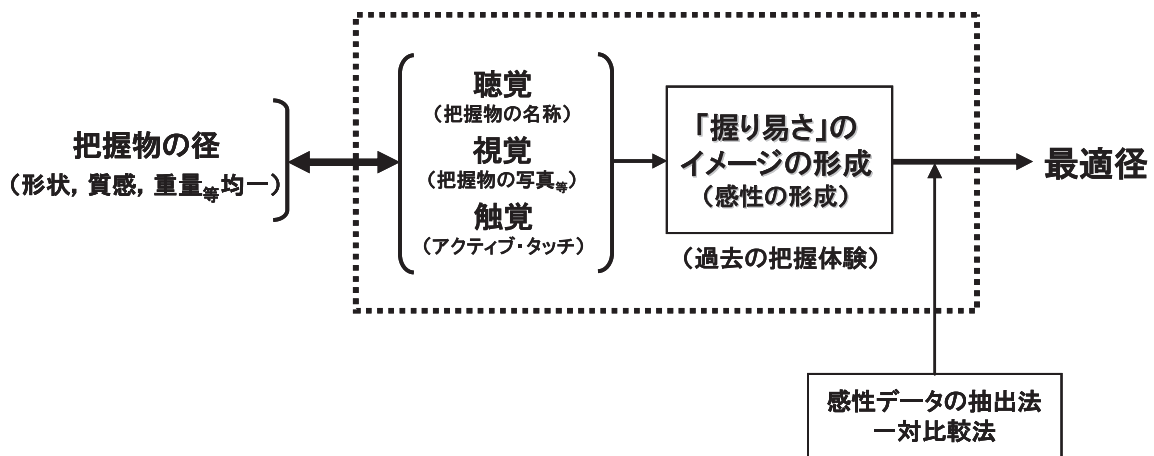 把握物の径
（形状，質感，重量等均一）
聴覚
（把握物の名称）
視覚
（把握物の写真等）
触覚
（アクティブ・タッチ）
「握り易さ」の
イメージの形成
（感性の形成）
（過去の把握体験）
最適径
感性データの抽出法
一対比較法